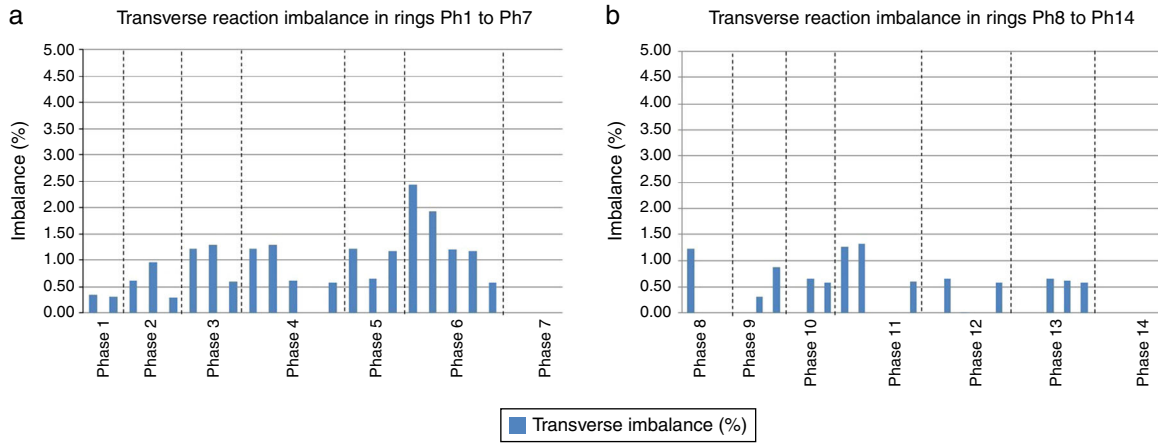 a
Transverse reaction imbalance in rings Ph1 to Ph7
Imbalance (%)
5.00
4.50
4.00
3.50
3.00
2.50
2.00
1.50
1.00
0.50
0.00
Phase 1
Phase 2
Phase 3
Phase 4
Phase 5
Phase 6
Phase 7
b
Transverse reaction imbalance in rings Ph8 to Ph14
Imbalance (%)
5.00
4.50
4.00
3.50
3.00
2.50
2.00
1.50
1.00
0.50
0.00
Phase 8
Phase 9
Phase 10
Phase 11
Phase 12
Phase 13
Phase 14
Transverse imbalance (%)